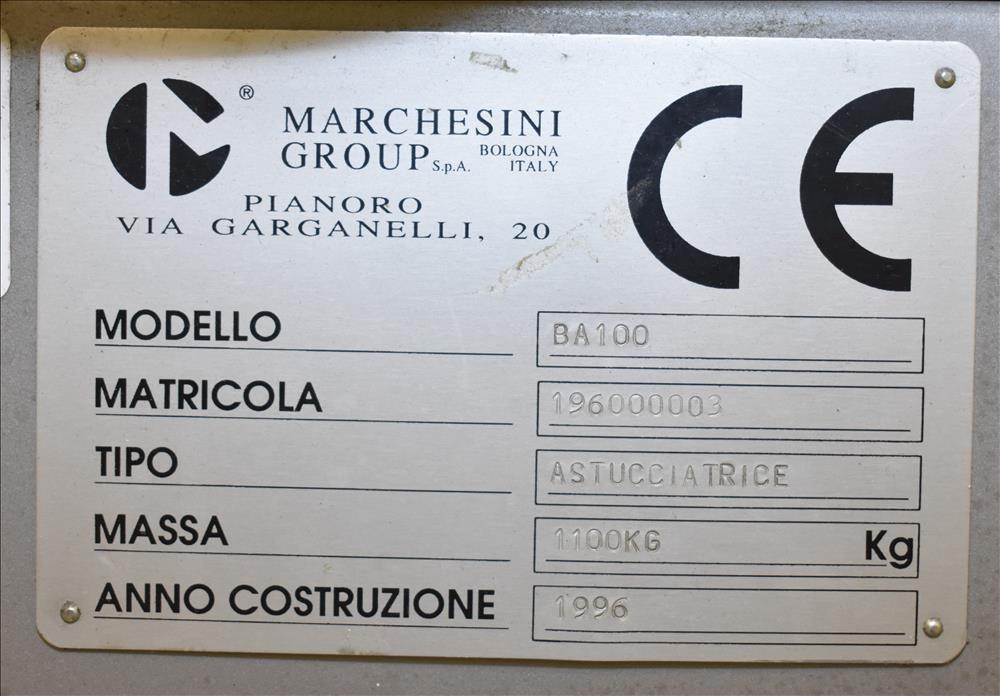 ®
MARCHESINI
GROUP S.p.A. BOLOGNA ITALY
PIANORO
VIA GARGANELLI, 20
CE
MODELLO BA100
MATRICOLA 196000003
TIPO ASTUCCIATRICE
MASSA 1100KG Kg
ANNO COSTRUZIONE 1996